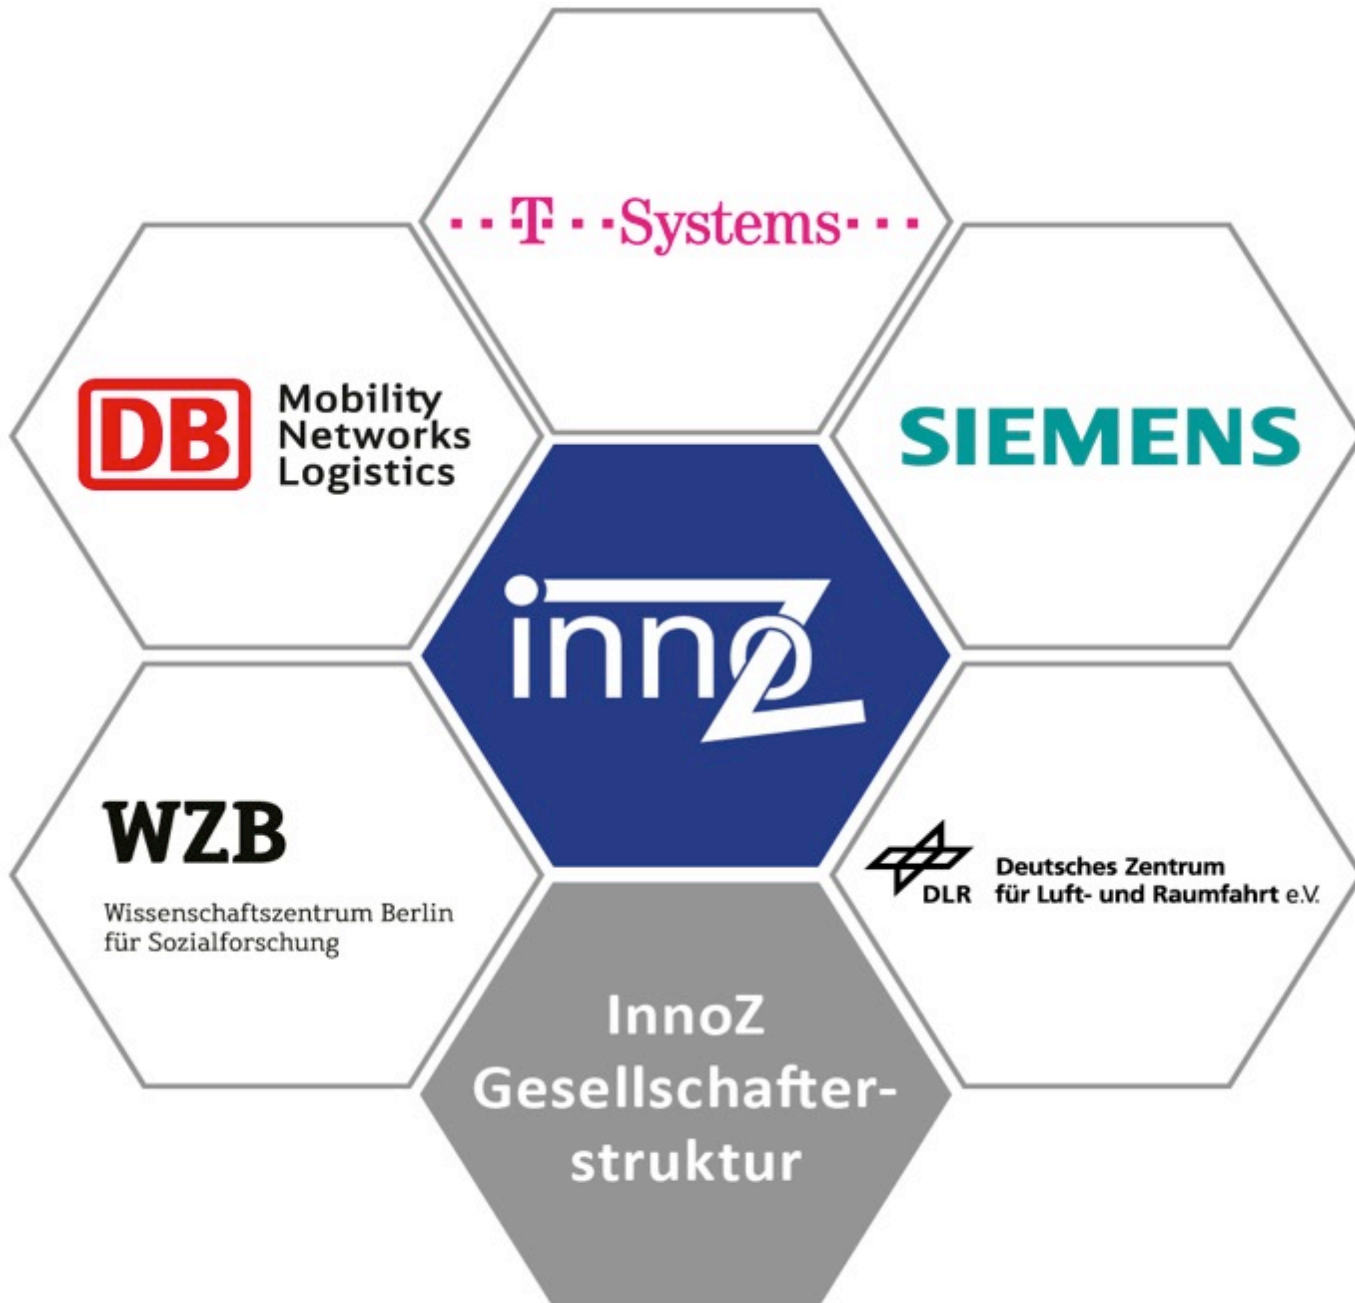 ··T··Systems···
DB
Mobility
Networks
Logistics
SIEMENS
innoZ
WZB
Wissenschaftszentrum Berlin
für Sozialforschung
DLR
Deutsches Zentrum
für Luft- und Raumfahrt e.V.
InnoZ
Gesellschafter-
struktur